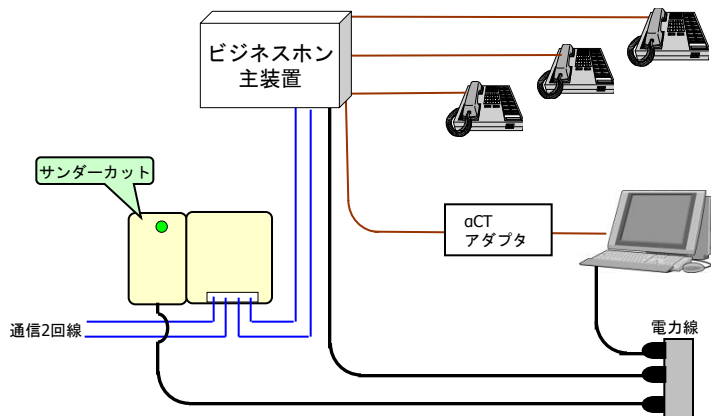 ビジネスホン
主装置
サンダーカット
αCT
アダプタ
通信2回線
電力線